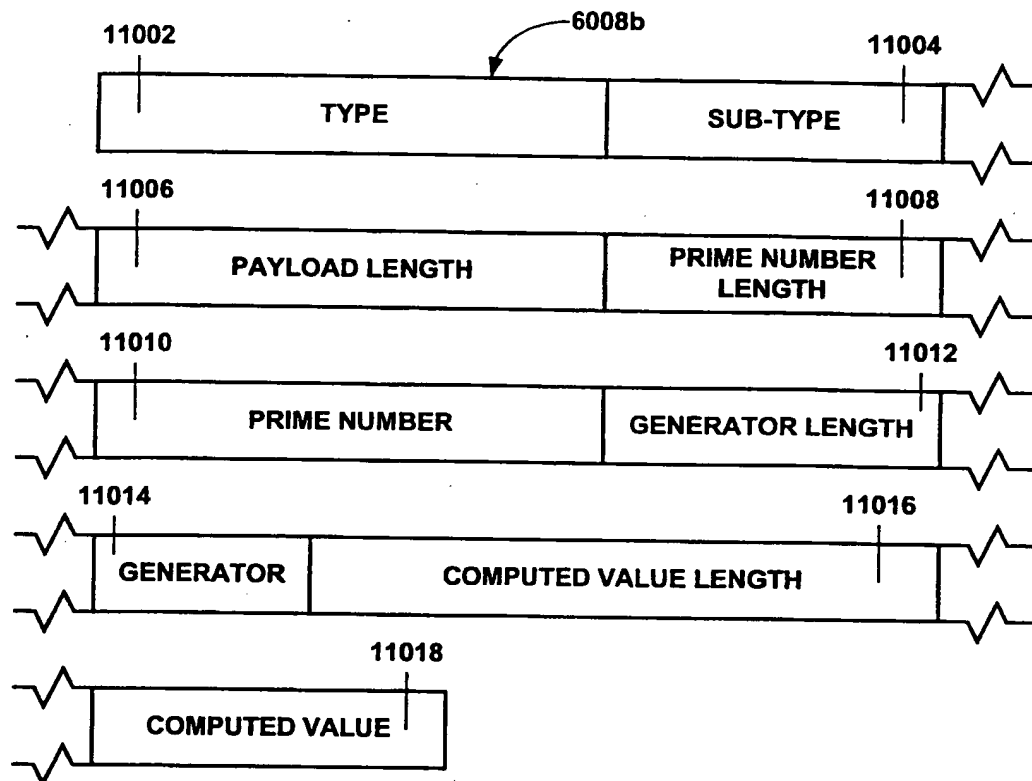 6008b
11002
11004
TYPE
SUB-TYPE
11006
11008
PAYLOAD LENGTH
PRIME NUMBER
LENGTH
11010
11012
PRIME NUMBER
GENERATOR LENGTH
11014
11016
GENERATOR
COMPUTED VALUE LENGTH
11018
COMPUTED VALUE